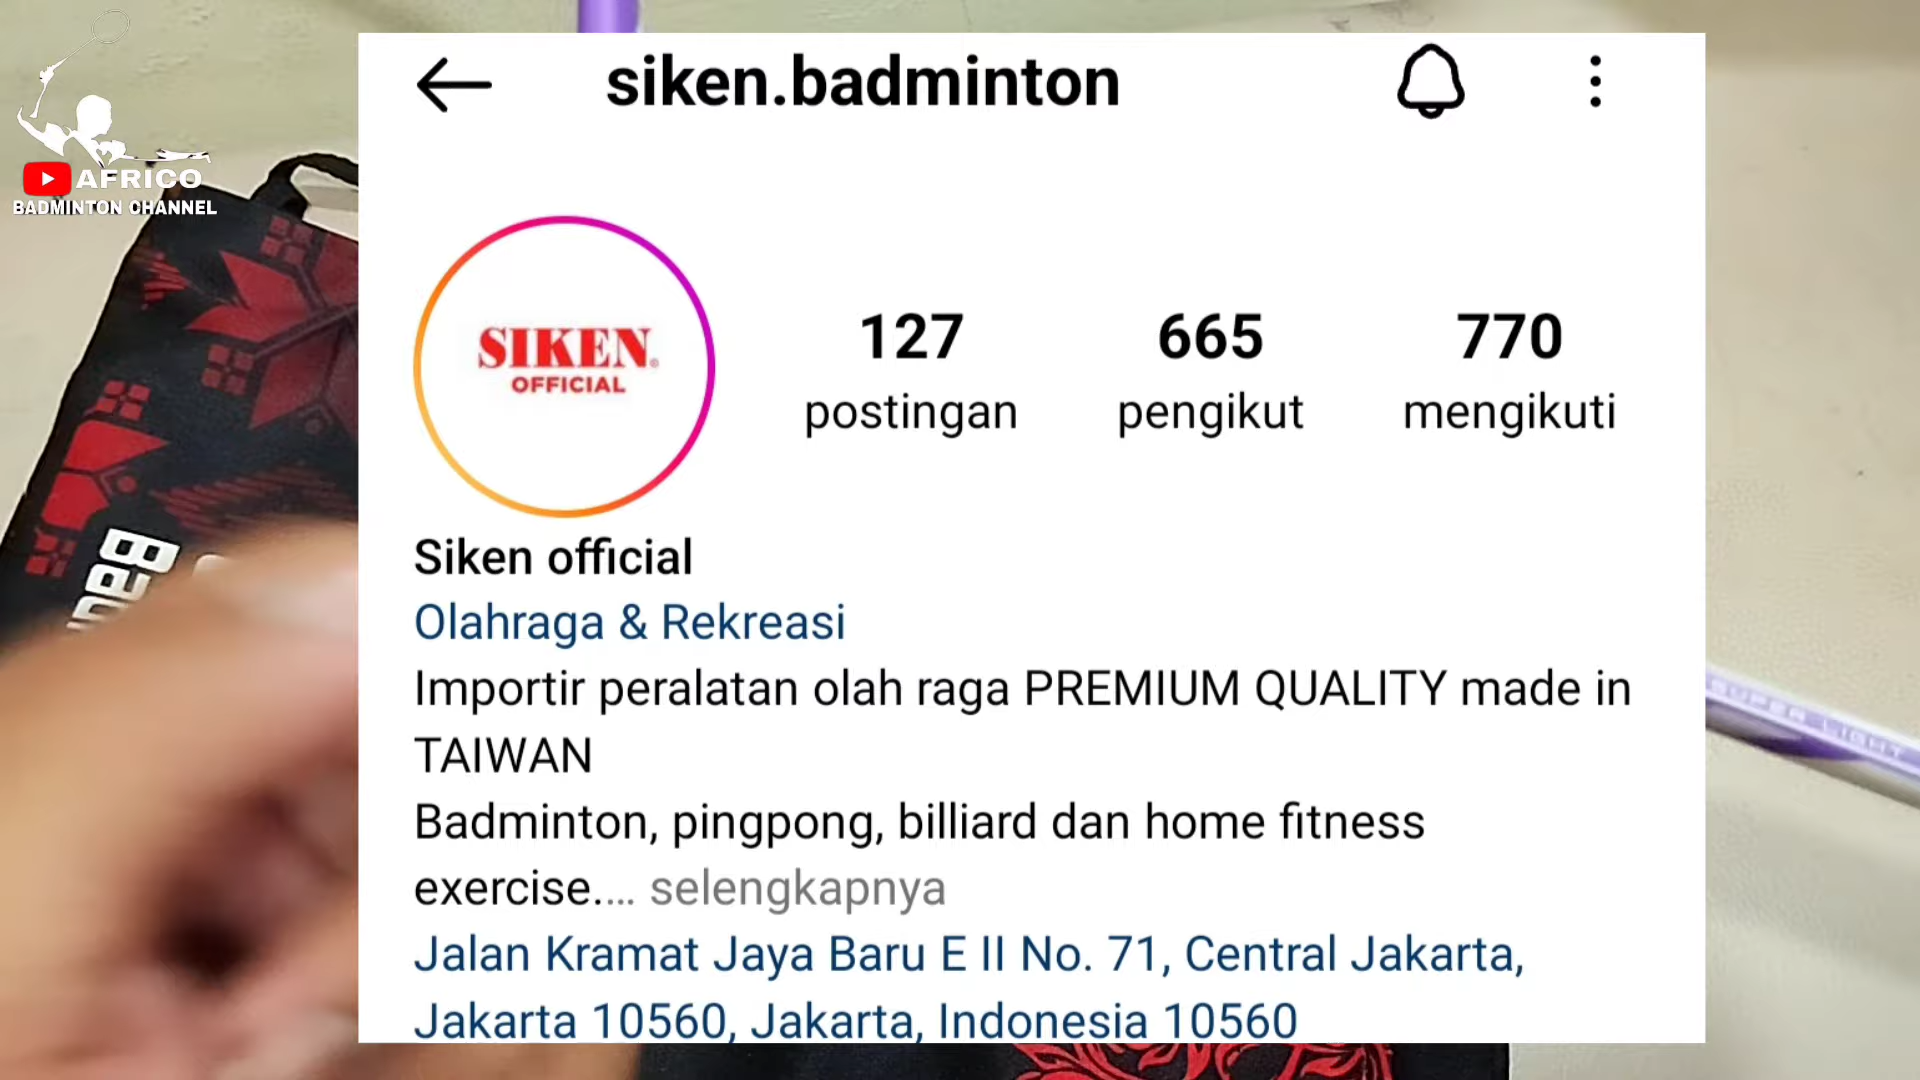 siken.badminton
AFRICO
BADMINTON CHANNEL
SIKEN
OFFICIAL
127 665 770
postingan pengikut mengikuti
Siken official
Olahraga & Rekreasi
Importir peralatan olah raga PREMIUM QUALITY made in
TAIWAN
Badminton, pingpong, billiard dan home fitness
exercise.... selengkapnya
Jalan Kramat Jaya Baru E II No. 71, Central Jakarta,
Jakarta 10560, Jakarta, Indonesia 10560
SUPER LIGHT